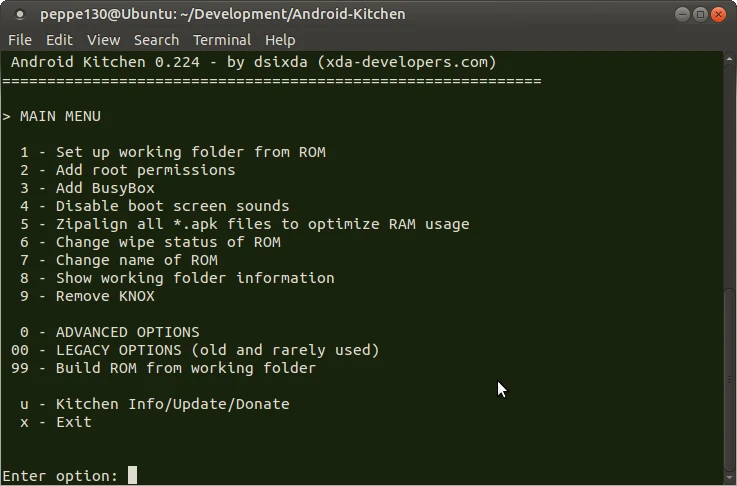 peppe130@Ubuntu: ~/Development/Android-Kitchen
File Edit View Search Terminal Help
Android Kitchen 0.224 - by dsixda (xda-developers.com)
============================================================
> MAIN MENU
1 - Set up working folder from ROM
2 - Add root permissions
3 - Add BusyBox
4 - Disable boot screen sounds
5 - Zipalign all *.apk files to optimize RAM usage
6 - Change wipe status of ROM
7 - Change name of ROM
8 - Show working folder information
9 - Remove KNOX
0 - ADVANCED OPTIONS
00 - LEGACY OPTIONS (old and rarely used)
99 - Build ROM from working folder
u - Kitchen Info/Update/Donate
x - Exit
Enter option: